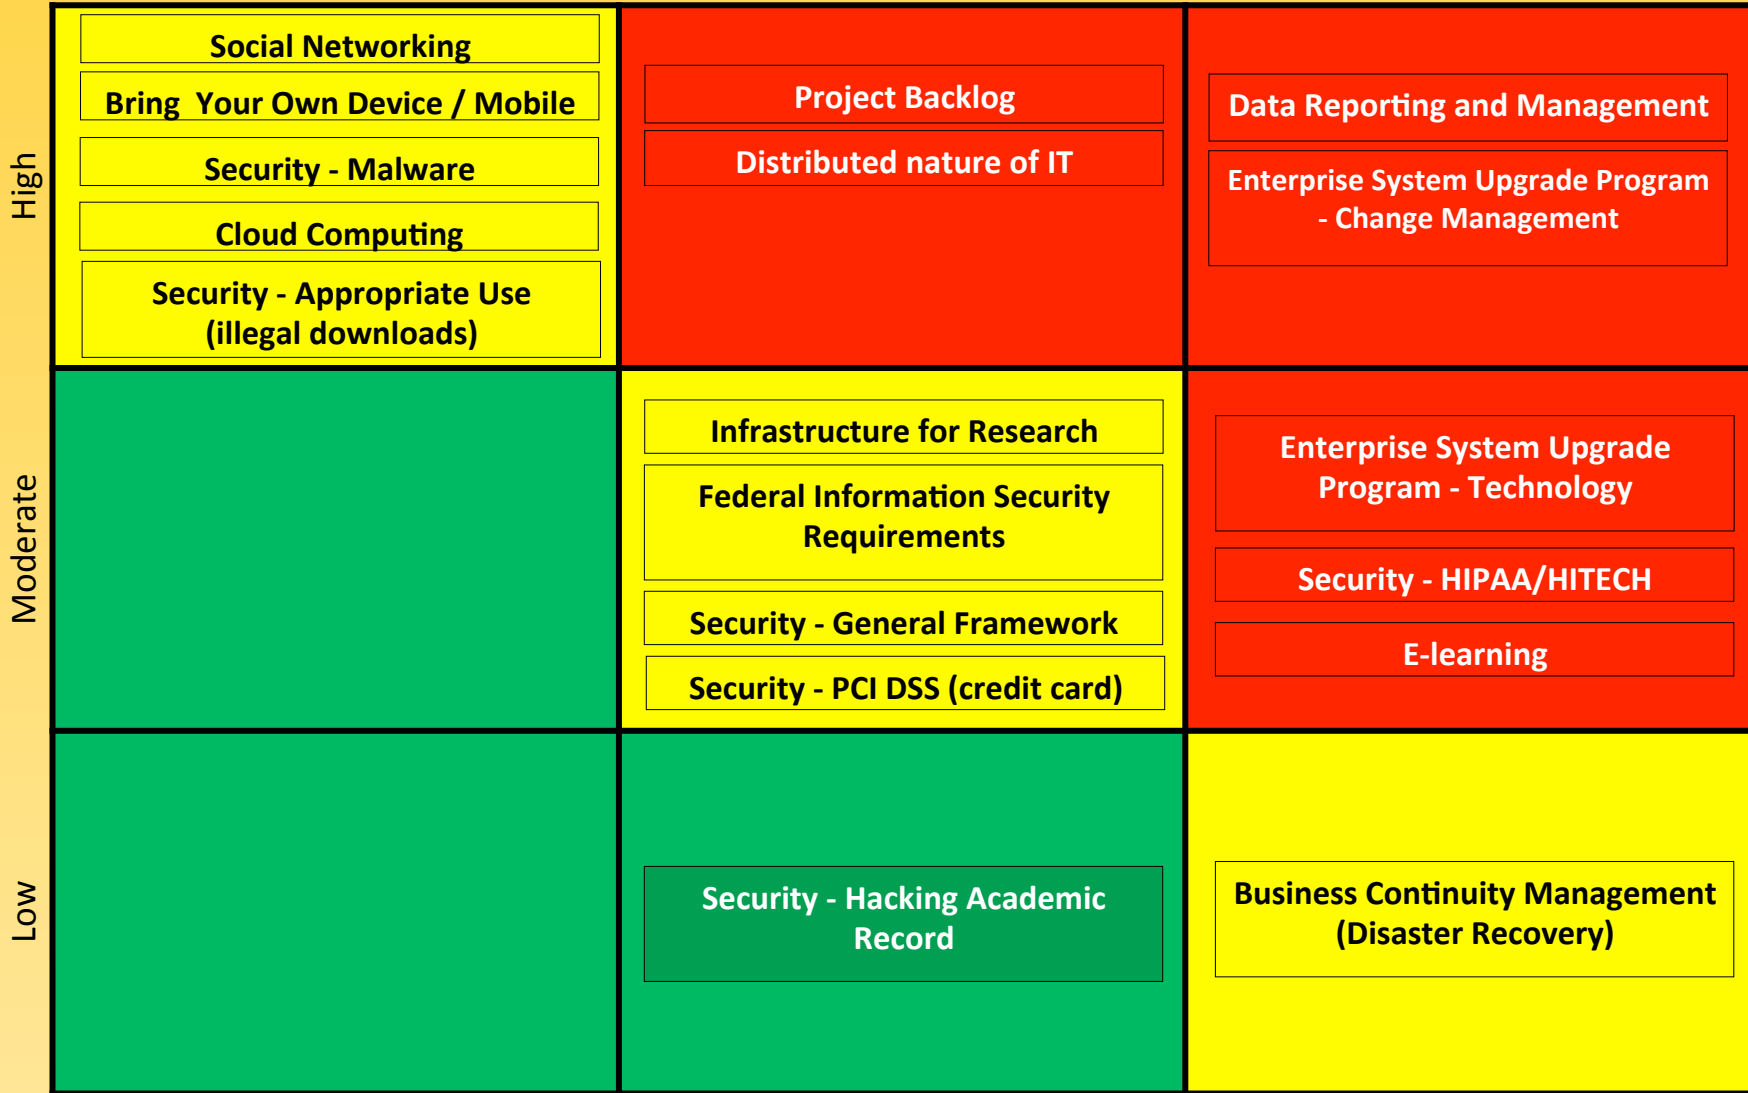 High
Social Networking
Bring Your Own Device / Mobile
Security - Malware
Cloud Computing
Security - Appropriate Use
(illegal downloads)
Project Backlog
Distributed nature of IT
Data Reporting and Management
Enterprise System Upgrade Program
- Change Management
Moderate
Infrastructure for Research
Federal Information Security
Requirements
Security - General Framework
Security - PCI DSS (credit card)
Enterprise System Upgrade
Program - Technology
Security - HIPAA/HITECH
E-learning
Low
Security - Hacking Academic
Record
Business Continuity Management
(Disaster Recovery)